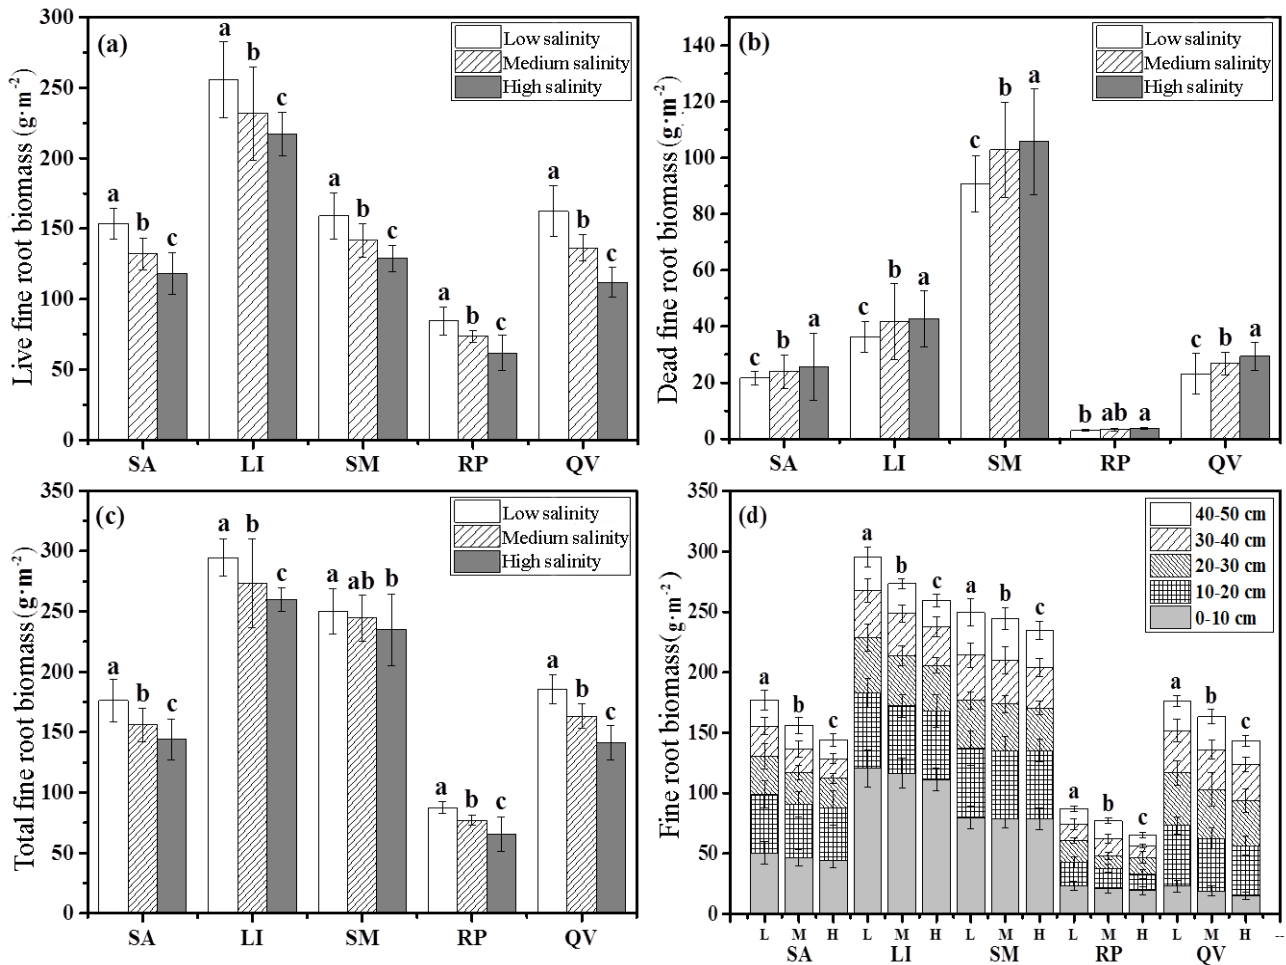 (a)
Low salinity
Medium salinity
High salinity
Live fine root biomass (g·m-2)
300
250
200
150
100
50
0
a b c
a b c
a b c
a b c
a b c
SA LI SM RP QV
(b)
Low salinity
Medium salinity
High salinity
Dead fine root biomass (g·m-2)
140
120
100
80
60
40
20
0
c b a
c b a
c b a
b ab a
c b a
SA LI SM RP QV
(c)
Low salinity
Medium salinity
High salinity
Total fine root biomass (g·m-2)
350
300
250
200
150
100
50
0
a b c
a b c
a ab b
a b c
a b c
SA LI SM RP QV
(d)
40-50 cm
30-40 cm
20-30 cm
10-20 cm
0-10 cm
Fine root biomass(g·m-2 )
350
300
250
200
150
100
50
0
a b c
a b c
a b c
a b c
a b c
L M H L M H L M H L M H L M H --
SA LI SM RP QV